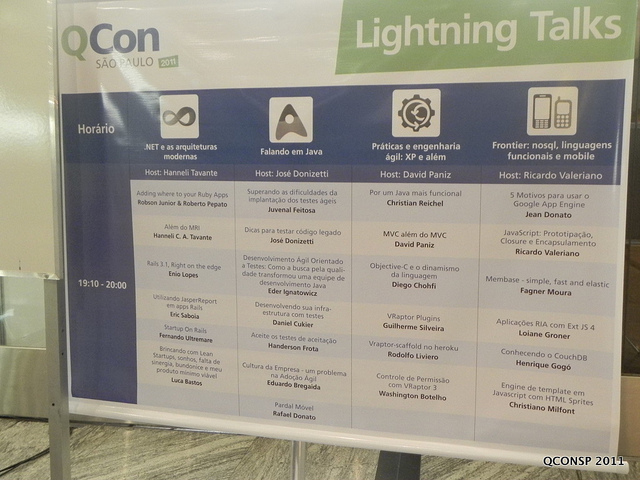 QCon
SÃO PAULO 2011
Lightning Talks
Horário
.NET e as arquiteturas
modernas
Host: Hanneli Tavante
Falando em Java
Host: José Donizetti
Práticas e engenharia
ágil: XP e além
Host: David Paniz
Frontier: nosql, linguagens
funcionais e mobile
Host: Ricardo Valeriano
19:10 - 20:00
Adding where to your Ruby Apps
Robson Junior & Roberto Pepato
Além do MRI
Hanneli C. A. Tavante
Rails 3.1, Right on the edge
Enio Lopes
Utilizando JasperReport
em apps Rails
Eric Saboia
Startup On Rails
Fernando Ultremare
Brincando com Lean
Startups, sonhos, falta de
sinergia, bundonice e meu
produto mínimo viável
Luca Bastos
Superando as dificuldades da
implantação dos testes ágeis
Juvenal Feitosa
Dicas para testar código legado
José Donizetti
Desenvolvimento Ágil Orientado
a Testes: Como a busca pela quali-
dade transformou uma equipe de
desenvolvimento Java
Eder Ignatowicz
Desenvolvendo sua infra-
estrutura com testes
Daniel Cukier
Aceite os testes de aceitação
Handerson Frota
Cultura da Empresa - um problema
na Adoção Ágil
Eduardo Bregaida
Pardal Movel
Rafael Donato
Por um Java mais funcional
Christian Reichel
MVC além do MVC
David Paniz
Objective-C e o dinamismo
da linguagem
Diego Chohfi
VRaptor Plugins
Guilherme Silveira
Vraptor-scaffold no heroku
Rodolfo Liviero
Controle de Permissão
com VRaptor 3
Washington Botelho
5 Motivos para usar o
Google App Engine
Jean Donato
JavaScript: Prototipação,
Closure e Encapsulamento
Ricardo Valeriano
Membase - simple, fast and elastic
Fagner Moura
Aplicações RIA com Ext JS 4
Loiane Groner
Conhecendo o CouchDB
Henrique Gogó
Engine de template em
Javascript com HTML Sprites
Christiano Milfont
QCONSP 2011